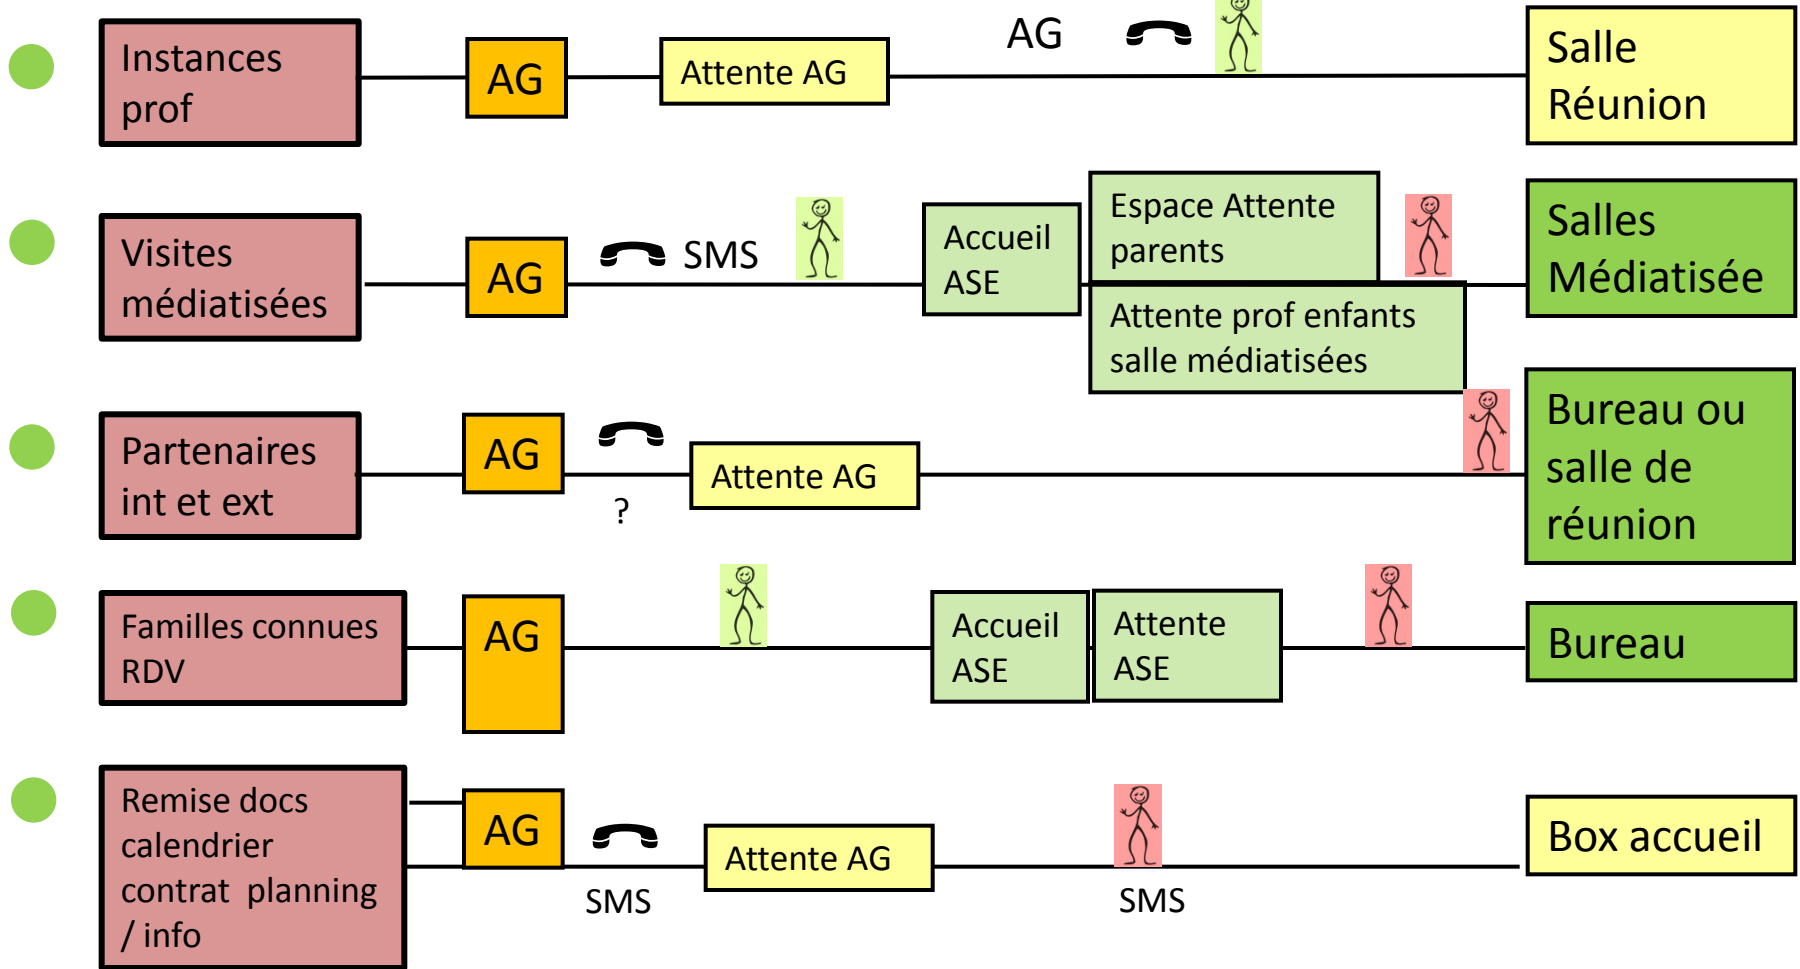 Instances
prof
AG
Attente AG
AG
Salle
Réunion
Visites
médiatisées
AG
SMS
Accueil
ASE
Espace Attente
parents
Attente prof enfants
salle médiatisées
Salles
Médiatisée
Partenaires
int et ext
AG
?
Attente AG
Bureau ou
salle de
réunion
Familles connues
RDV
AG
Accueil
ASE
Attente
ASE
Bureau
Remise docs
calendrier
contrat planning
/ info
AG
SMS
Attente AG
SMS
Box accueil